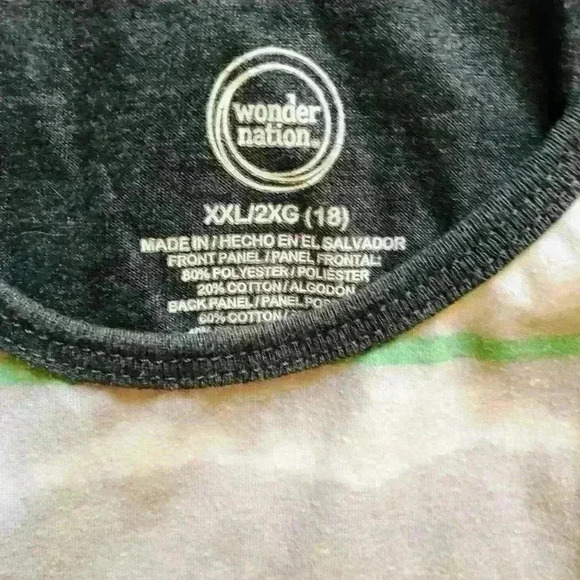 wonder
nation
XXL/2XG (18)
MADE IN / HECHO EN EL SALVADOR
FRONT PANEL / PANEL FRONTAL:
80% POLYESTER / POLIÉSTER
20% COTTON / ALGODÓN
BACK PANEL / PANEL
60% COTTON /